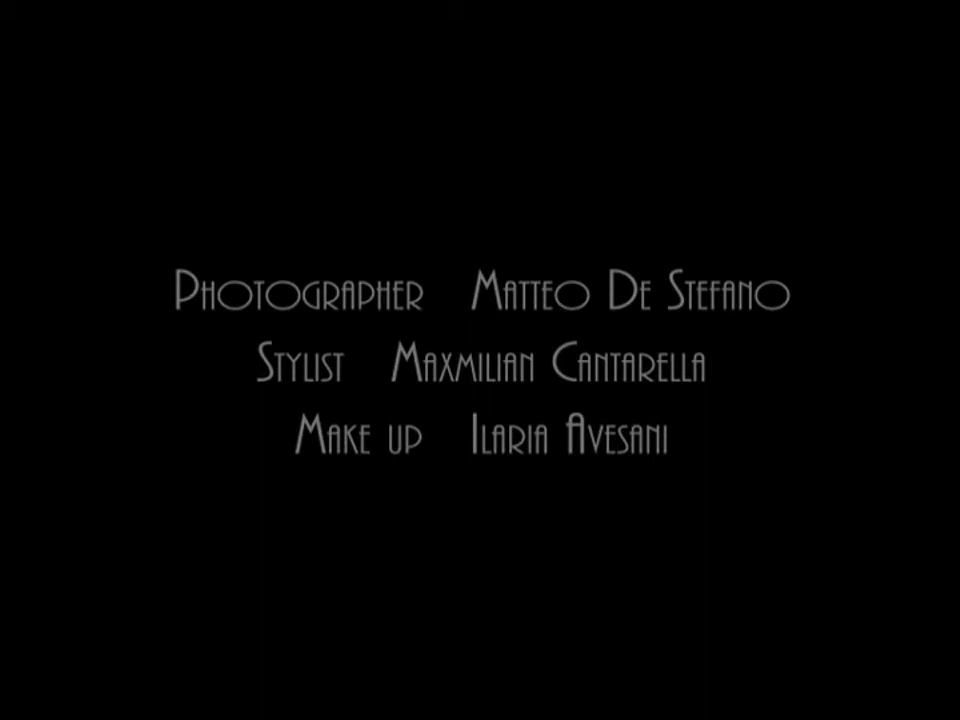 Photographer Matteo De Stefano
Stylist Maxmilian Cantarella
Make up Ilaria Avesani